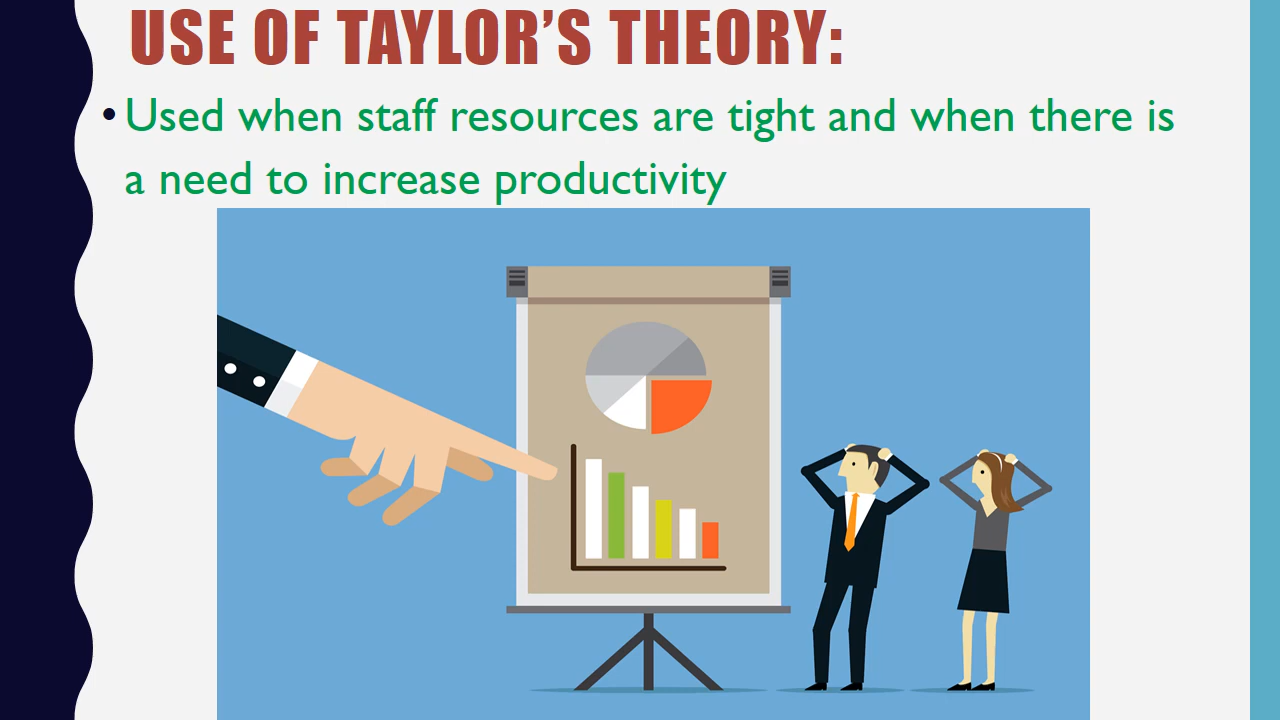 USE OF TAYLOR’S THEORY:
• Used when staff resources are tight and when there is
a need to increase productivity